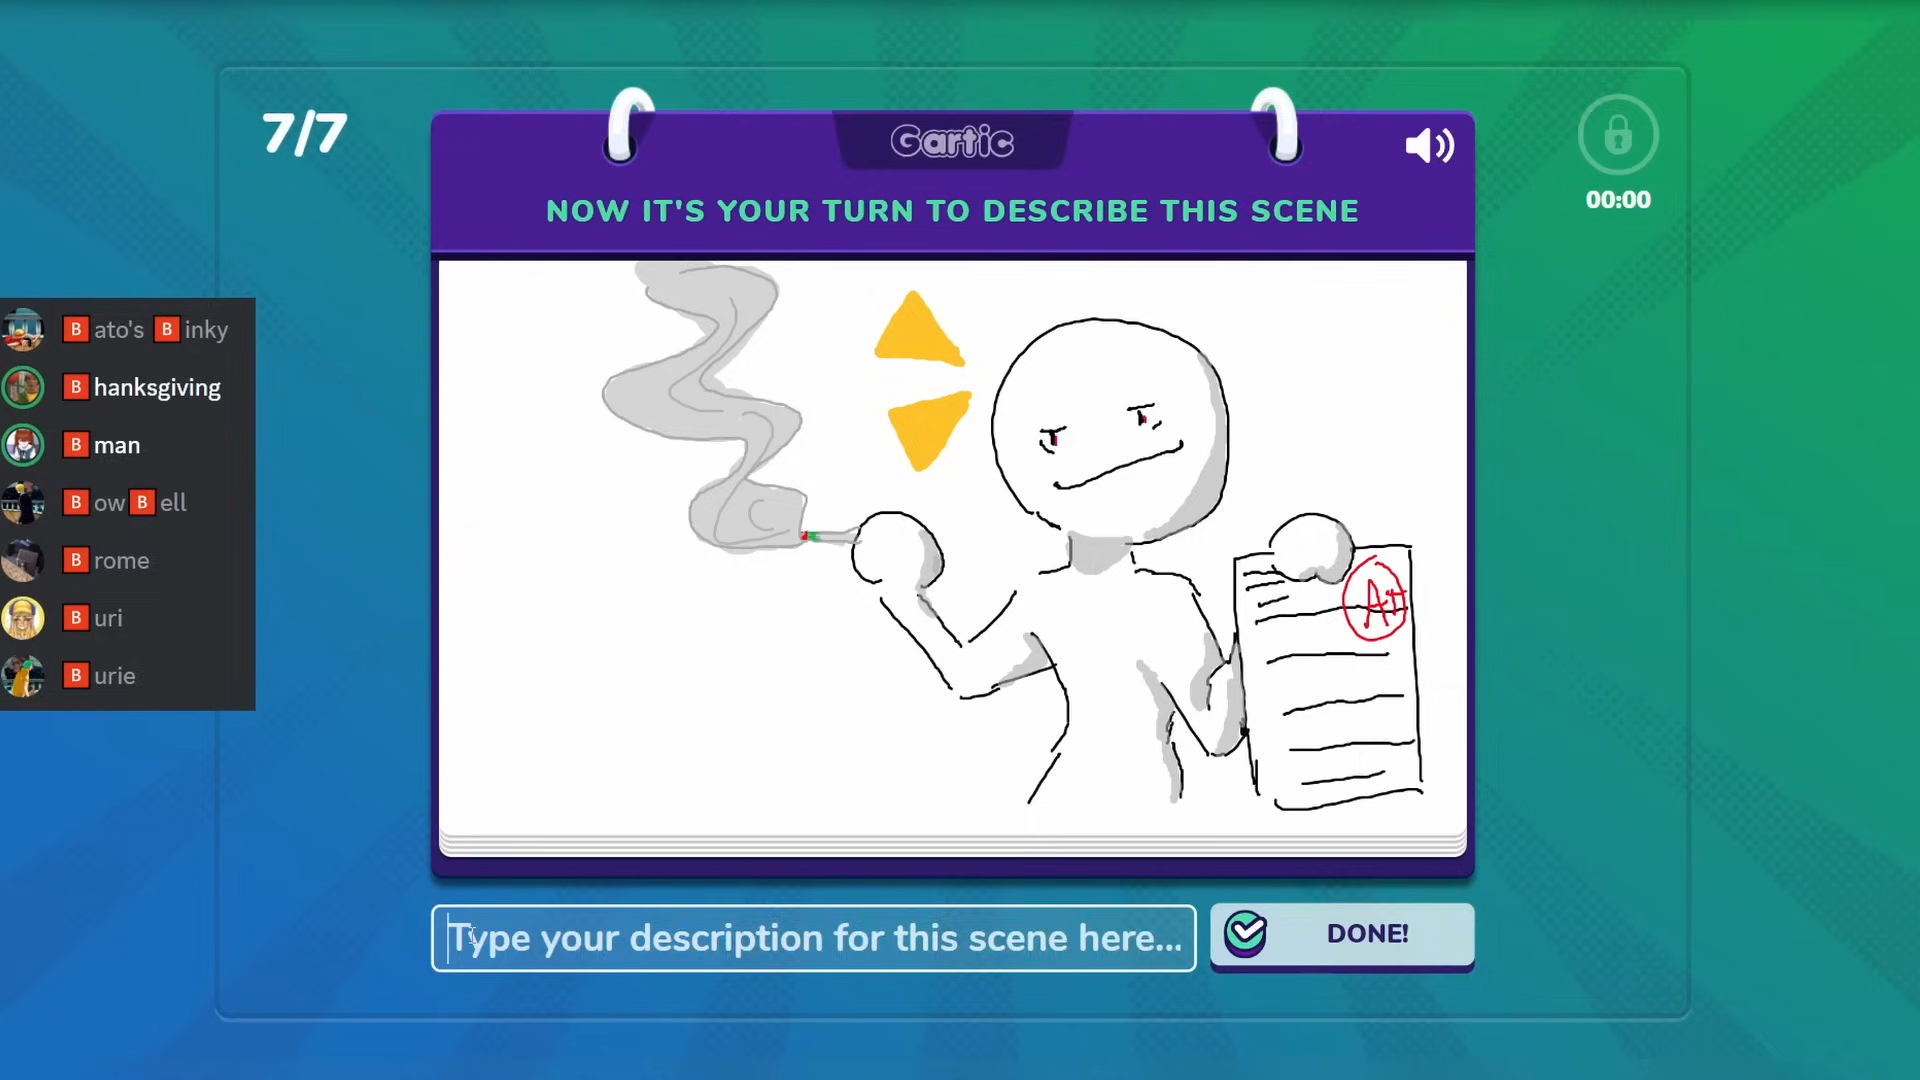 7/7
Gartic
00:00
NOW IT'S YOUR TURN TO DESCRIBE THIS SCENE
B ato's B inky
B hanksgiving
B man
B ow B ell
B rome
B uri
B urie
A+
Type your description for this scene here...
DONE!